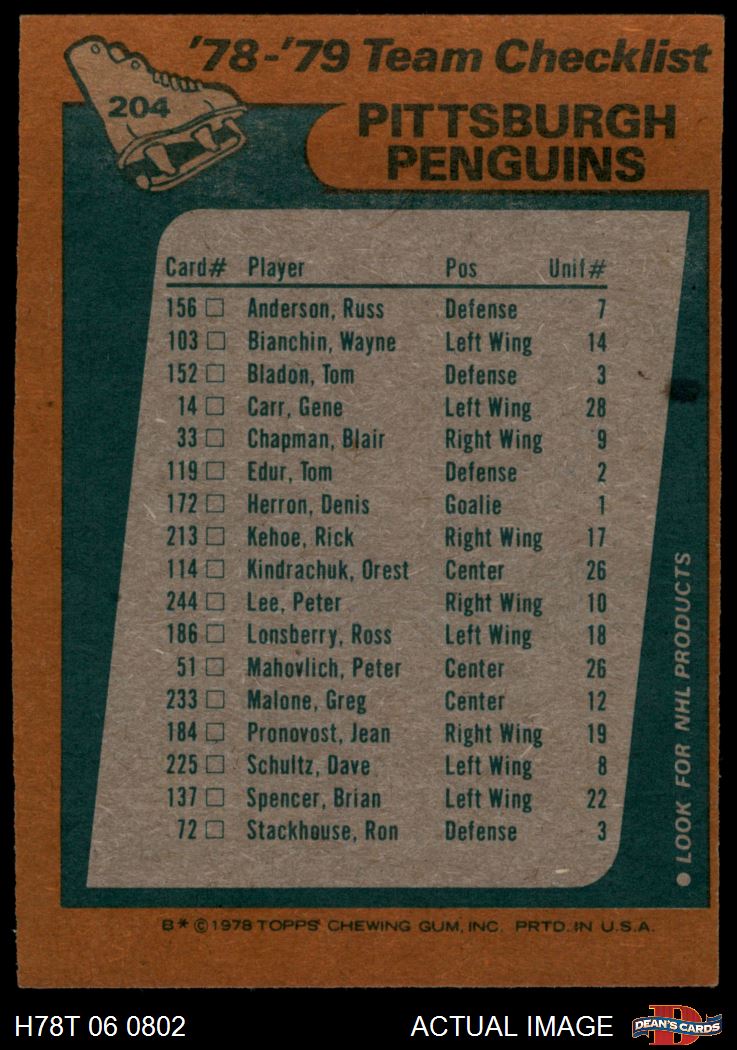 '78-'79 Team Checklist
204
PITTSBURGH
PENGUINS
Card# Player Pos Unif#
156 Anderson, Russ Defense 7
103 Bianchin, Wayne Left Wing 14
152 Bladon, Tom Defense 3
14 Carr, Gene Left Wing 28
33 Chapman, Blair Right Wing 9
119 Edur, Tom Defense 2
172 Herron, Denis Goalie 1
213 Kehoe, Rick Right Wing 17
114 Kindrachuk, Orest Center 26
244 Lee, Peter Right Wing 10
186 Lonsberry, Ross Left Wing 18
51 Mahovlich, Peter Center 26
233 Malone, Greg Center 12
184 Pronovost, Jean Right Wing 19
225 Schultz, Dave Left Wing 8
137 Spencer, Brian Left Wing 22
72 Stackhouse, Ron Defense 3
● LOOK FOR NHL PRODUCTS
B* © 1978 TOPPS CHEWING GUM, INC. PRTD. IN U.S.A.
H78T 06 0802
ACTUAL IMAGE
DEAN'S CARDS